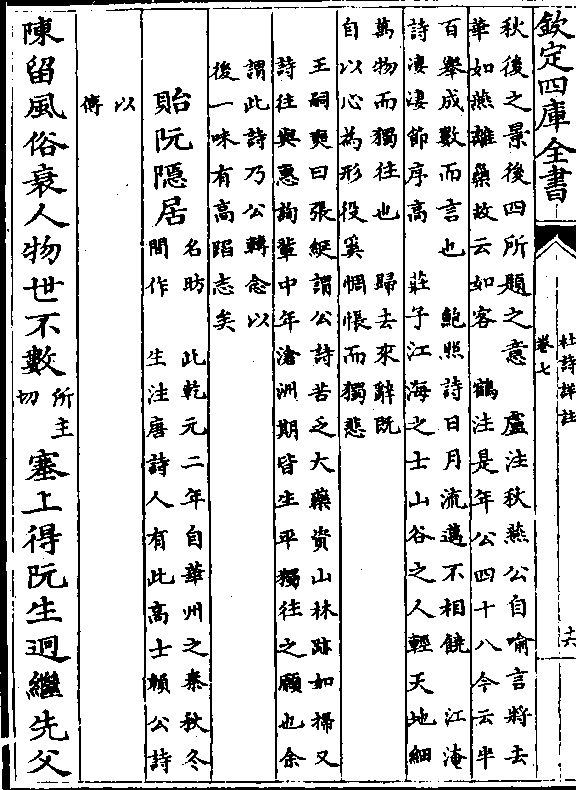 欽定四庫全書
杜詩詳註
卷七
十六
秋後之景後四所題之意 盧注秋燕公自喻言將去
華如燕離藥故云如客 鶴注是年公四十八今云半
百舉成數而言也 鮑照詩日月流邁不相饒 江淹
詩淒淒節序高 莊子江海之士山谷之人輕天地細
萬物而獨往也 歸去來辭既
自以心為形役奚惆悵而獨悲
王嗣奭曰張綖謂公詩苦乏大藥資山林跡如掃又
詩往與惠詢輩中年滄洲期皆生平獨往之願也余
謂此詩乃公轉念以
後一味有高蹈志矣
貽阮隱居
名昉 此乾元二年自華州之秦秋冬
間作 生注唐詩人有此高士頼公詩
以
傳
陳留風俗衰人物世不數
所主
切
塞上得阮生迥繼先父